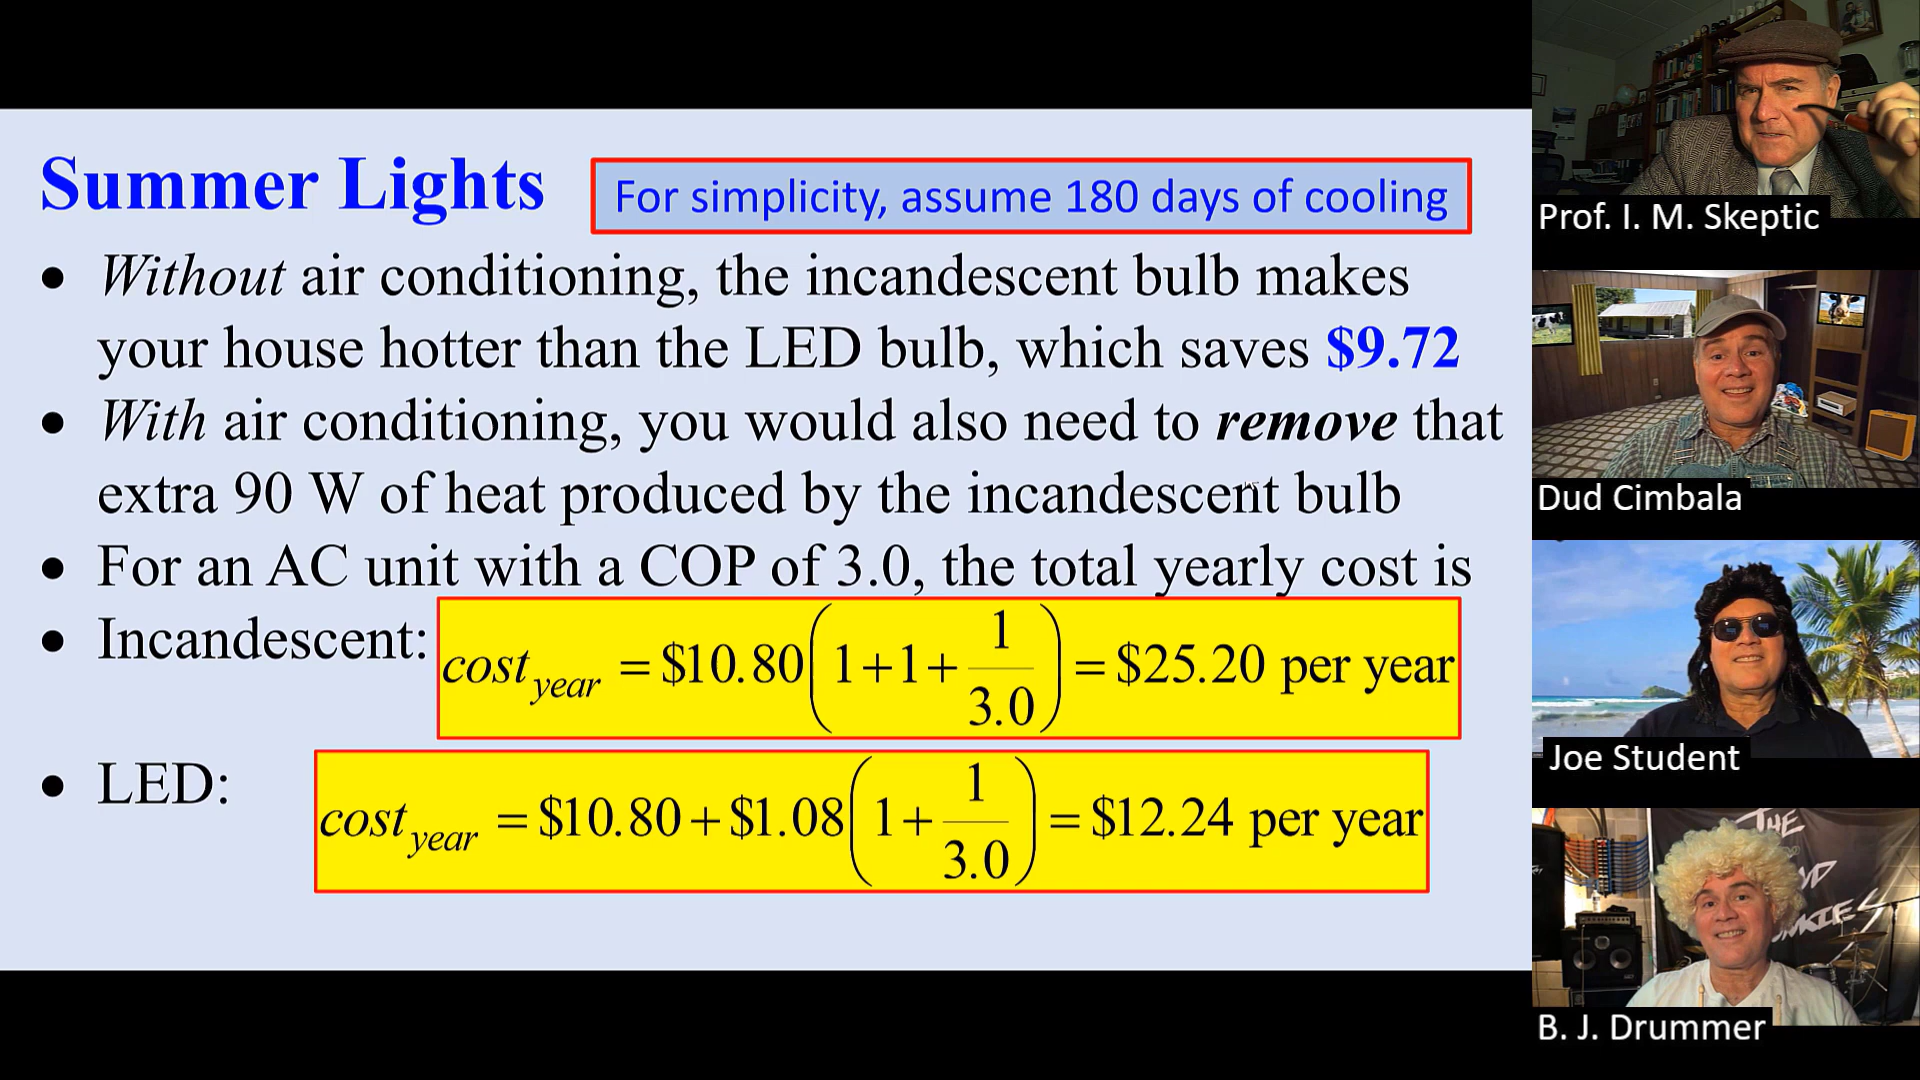 Summer Lights
For simplicity, assume 180 days of cooling
• Without air conditioning, the incandescent bulb makes
your house hotter than the LED bulb, which saves $9.72
• With air conditioning, you would also need to remove that
extra 90 W of heat produced by the incandescent bulb
• For an AC unit with a COP of 3.0, the total yearly cost is
• Incandescent: cost_year = $10.80(1+1+1/3.0) = $25.20 per year
• LED: cost_year = $10.80+$1.08(1+1/3.0) = $12.24 per year
Prof. I. M. Skeptic
Dud Cimbala
Joe Student
THE
B. J. Drummer